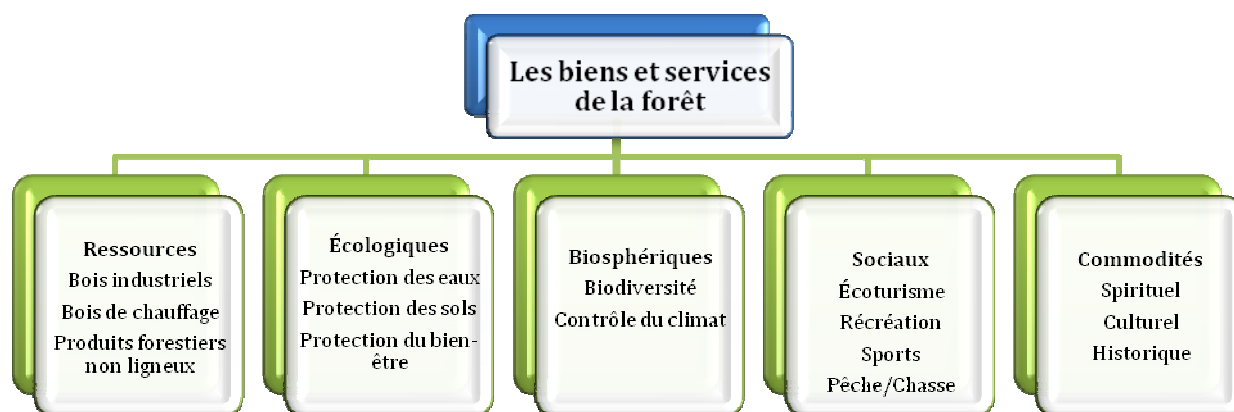 Les biens et services
de la forêt
Ressources
Bois industriels
Bois de chauffage
Produits forestiers
non ligneux
Écologiques
Protection des eaux
Protection des sols
Protection du bien-
être
Biosphériques
Biodiversité
Contrôle du climat
Sociaux
Écoturisme
Récréation
Sports
Pêche/Chasse
Commodités
Spirituel
Culturel
Historique